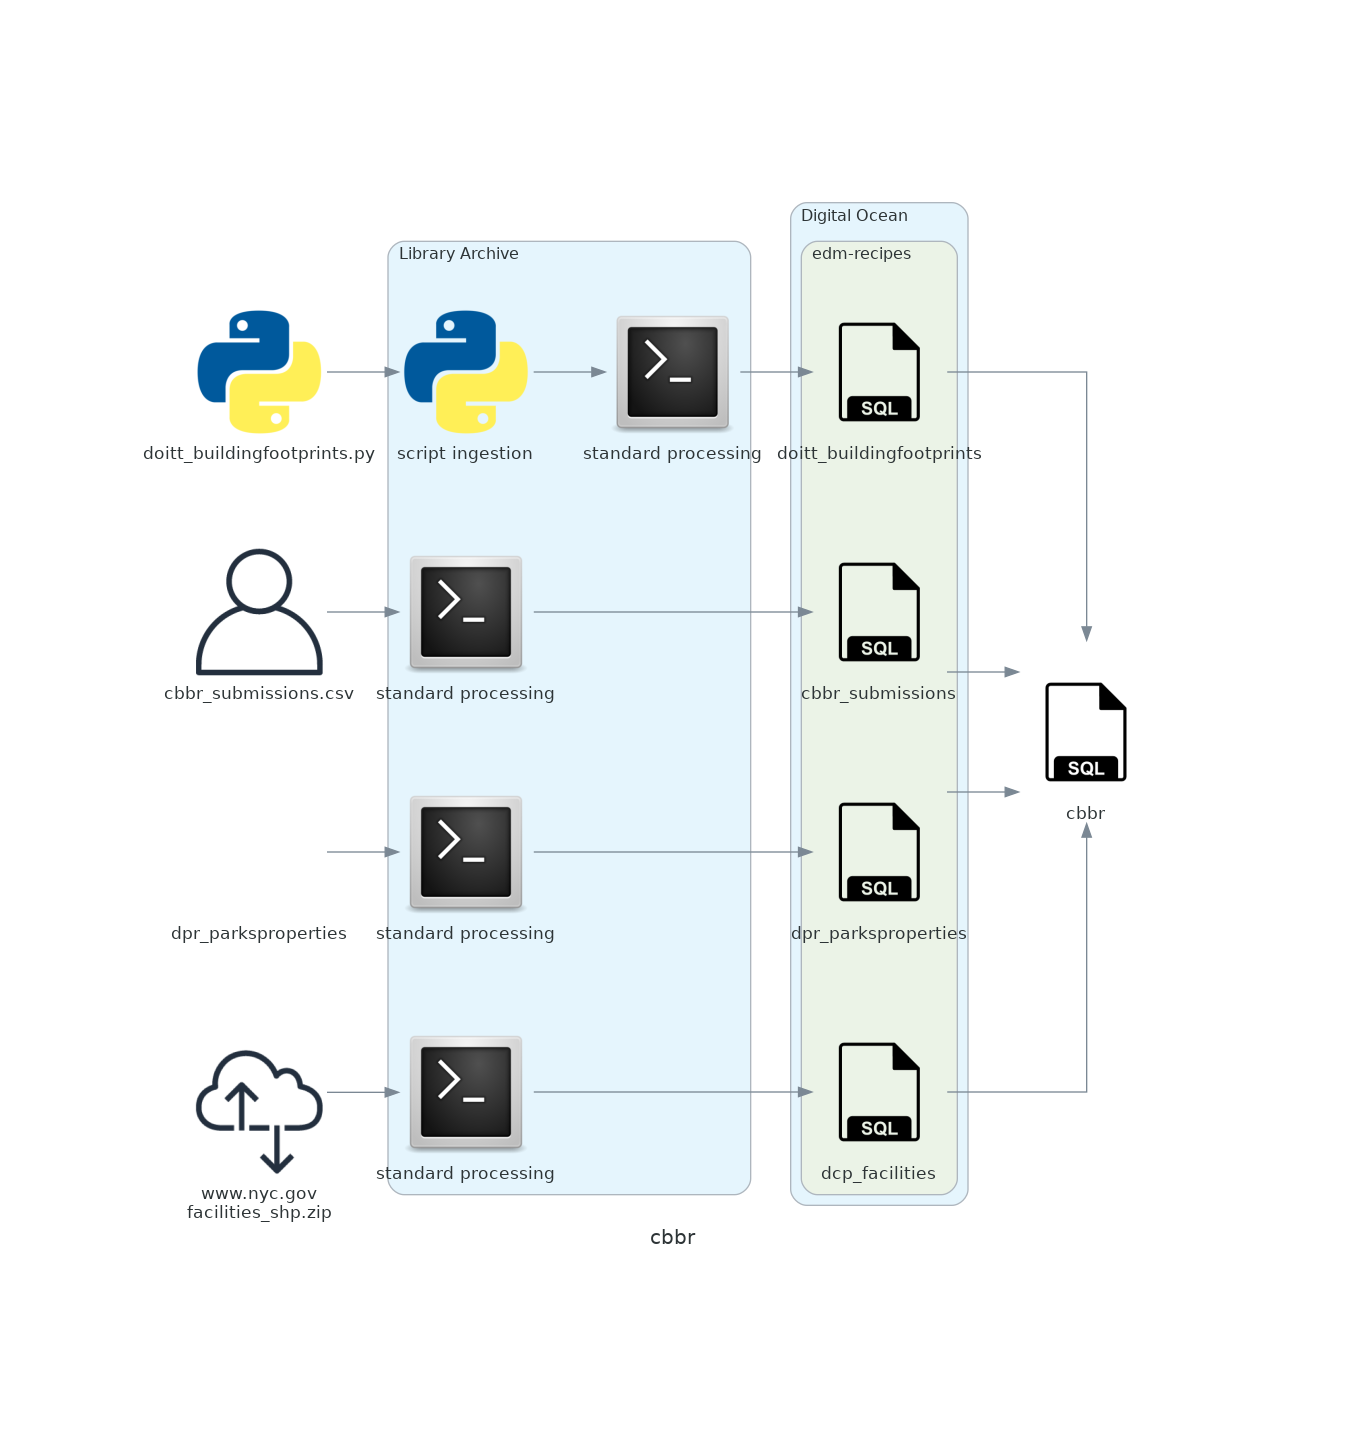 Digital Ocean
Library Archive
edm-recipes
SQL
doitt_buildingfootprints.py
script ingestion
standard processing
doitt_buildingfootprints
SQL
cbbr_submissions.csv
standard processing
cbbr_submissions
SQL
cbbr
SQL
dpr_parksproperties
standard processing
dpr_parksproperties
SQL
standard processing
dcp_facilities
www.nyc.gov
facilities_shp.zip
cbbr